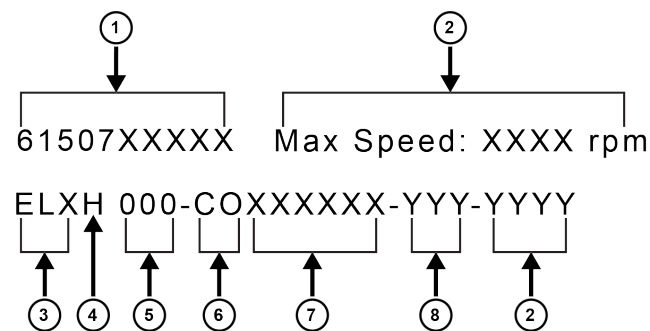 1 2
61507XXXXX Max Speed: XXXX rpm
ELXH 000-COXXXXXX-YYY-YYYY
3 4 5 6 7 8 2